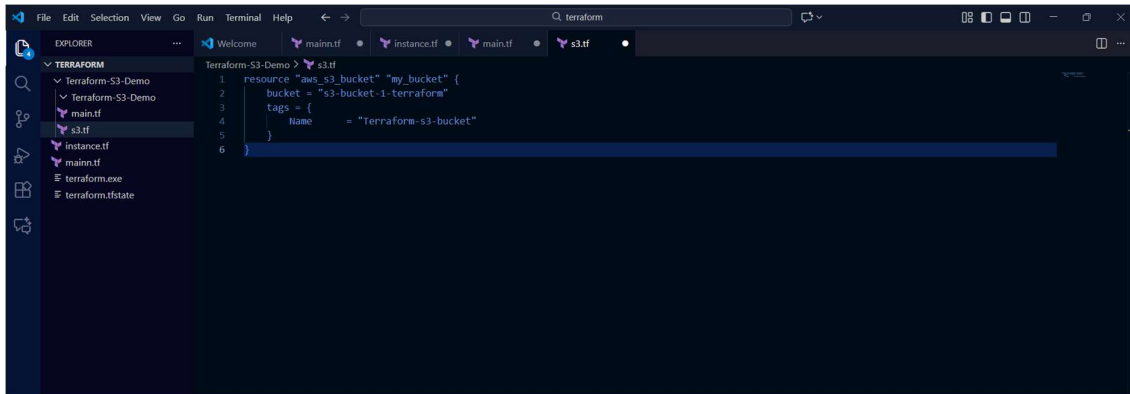 File Edit Selection View Go Run Terminal Help
terraform
EXPLORER
Welcome
mainn.tf
instance.tf
main.tf
s3.tf
TERRAFORM
Terraform-S3-Demo
Terraform-S3-Demo
main.tf
s3.tf
instance.tf
mainn.tf
terraform.exe
terraform.tfstate
4
Terraform-S3-Demo > s3.tf
1 resource "aws_s3_bucket" "my_bucket" {
2 bucket = "s3-bucket-1-terraform"
3 tags = {
4 Name = "Terraform-s3-bucket"
5 }
6 }